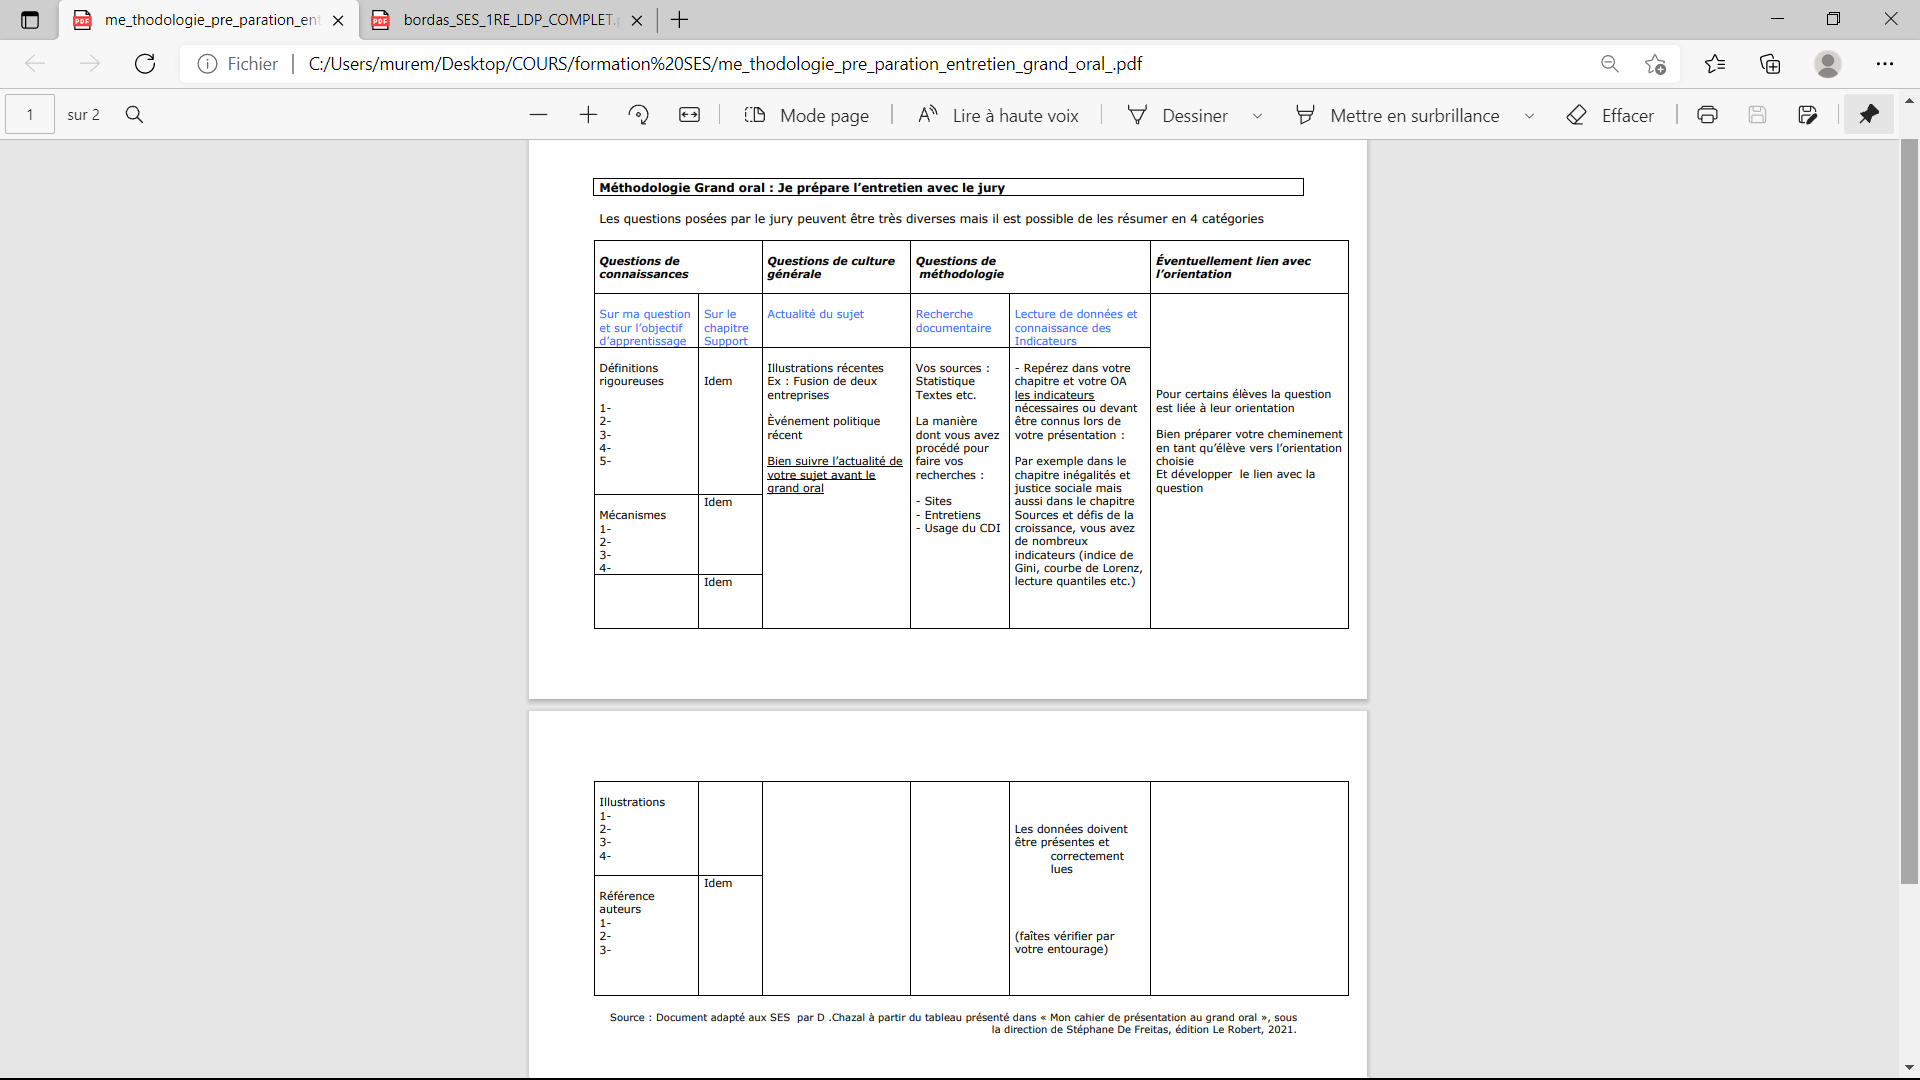 me_thodologie_pre_paration_ent
bordas_SES_1RE_LDP_COMPLET.
Fichier
C:/Users/murem/Desktop/COURS/formation%20SES/me_thodologie_pre_paration_entretien_grand_oral_.pdf
1 sur 2
Mode page
Lire à haute voix
Dessiner
Mettre en surbrillance
Effacer
Méthodologie Grand oral : Je prépare l’entretien avec le jury
Les questions posées par le jury peuvent être très diverses mais il est possible de les résumer en 4 catégories
Questions de
connaissances
Questions de culture
générale
Questions de
méthodologie
Éventuellement lien avec
l’orientation
Sur ma question
et sur l’objectif
d’apprentissage
Sur le
chapitre
Support
Actualité du sujet
Recherche
documentaire
Lecture de données et
connaissance des
Indicateurs
Définitions
rigoureuses
1-
2-
3-
4-
5-
Idem
Illustrations récentes
Ex : Fusion de deux
entreprises
Èvénement politique
récent
Bien suivre l’actualité de
votre sujet avant le
grand oral
Vos sources :
Statistique
Textes etc.
La manière
dont vous avez
procédé pour
faire vos
recherches :
- Sites
- Entretiens
- Usage du CDI
- Repérez dans votre
chapitre et votre OA
les indicateurs
nécessaires ou devant
être connus lors de
votre présentation :
Par exemple dans le
chapitre inégalités et
justice sociale mais
aussi dans le chapitre
Sources et défis de la
croissance, vous avez
de nombreux
indicateurs (indice de
Gini, courbe de Lorenz,
lecture quantiles etc.)
Pour certains élèves la question
est liée à leur orientation
Bien préparer votre cheminement
en tant qu’élève vers l’orientation
choisie
Et développer  le lien avec la
question
Mécanismes
1-
2-
3-
4-
Idem
Idem
Illustrations
1-
2-
3-
4-
Les données doivent
être présentes et
correctement
lues
Référence
auteurs
1-
2-
3-
Idem
(faîtes vérifier par
votre entourage)
Source : Document adapté aux SES  par D .Chazal à partir du tableau présenté dans « Mon cahier de présentation au grand oral », sous
la direction de Stéphane De Freitas, édition Le Robert, 2021.